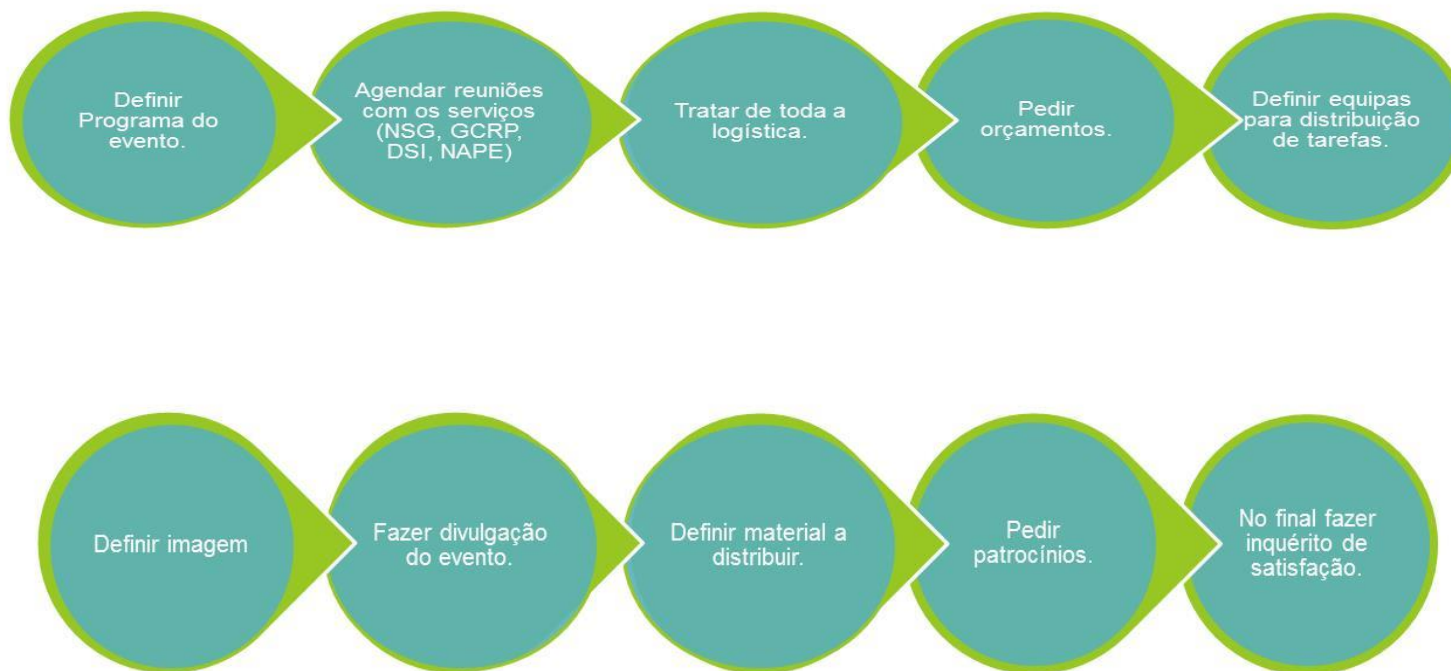 Definir
Programa do
evento.
Agendar reuniões
com os serviços
(NSG, GCRP,
DSI, NAPE)
Tratar de toda a
logística.
Pedir
orçamentos.
Definir equipas
para distribuição
de tarefas.
Definir imagem
Fazer divulgação
do evento.
Definir material a
distribuir.
Pedir
patrocínios.
No final fazer
inquérito de
satisfação.